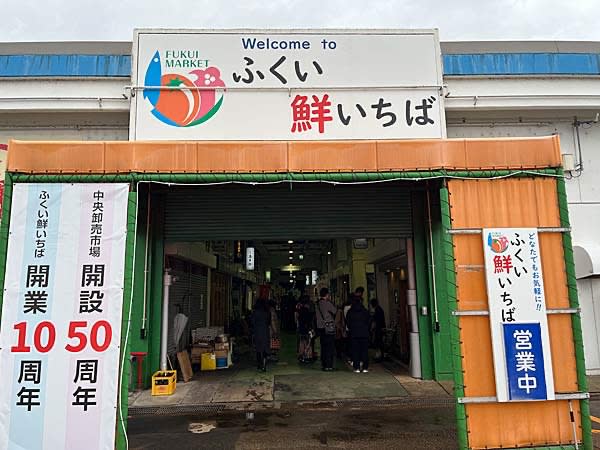 FUKUI
MARKET
Welcome to
ふくい
鮮いちば
中央卸売市場
開設50周年
ふくい鮮いちば
開業10周年
どなたでもお気軽に!!
FUKUI
MARKET
ふくい鮮いちば
営業中